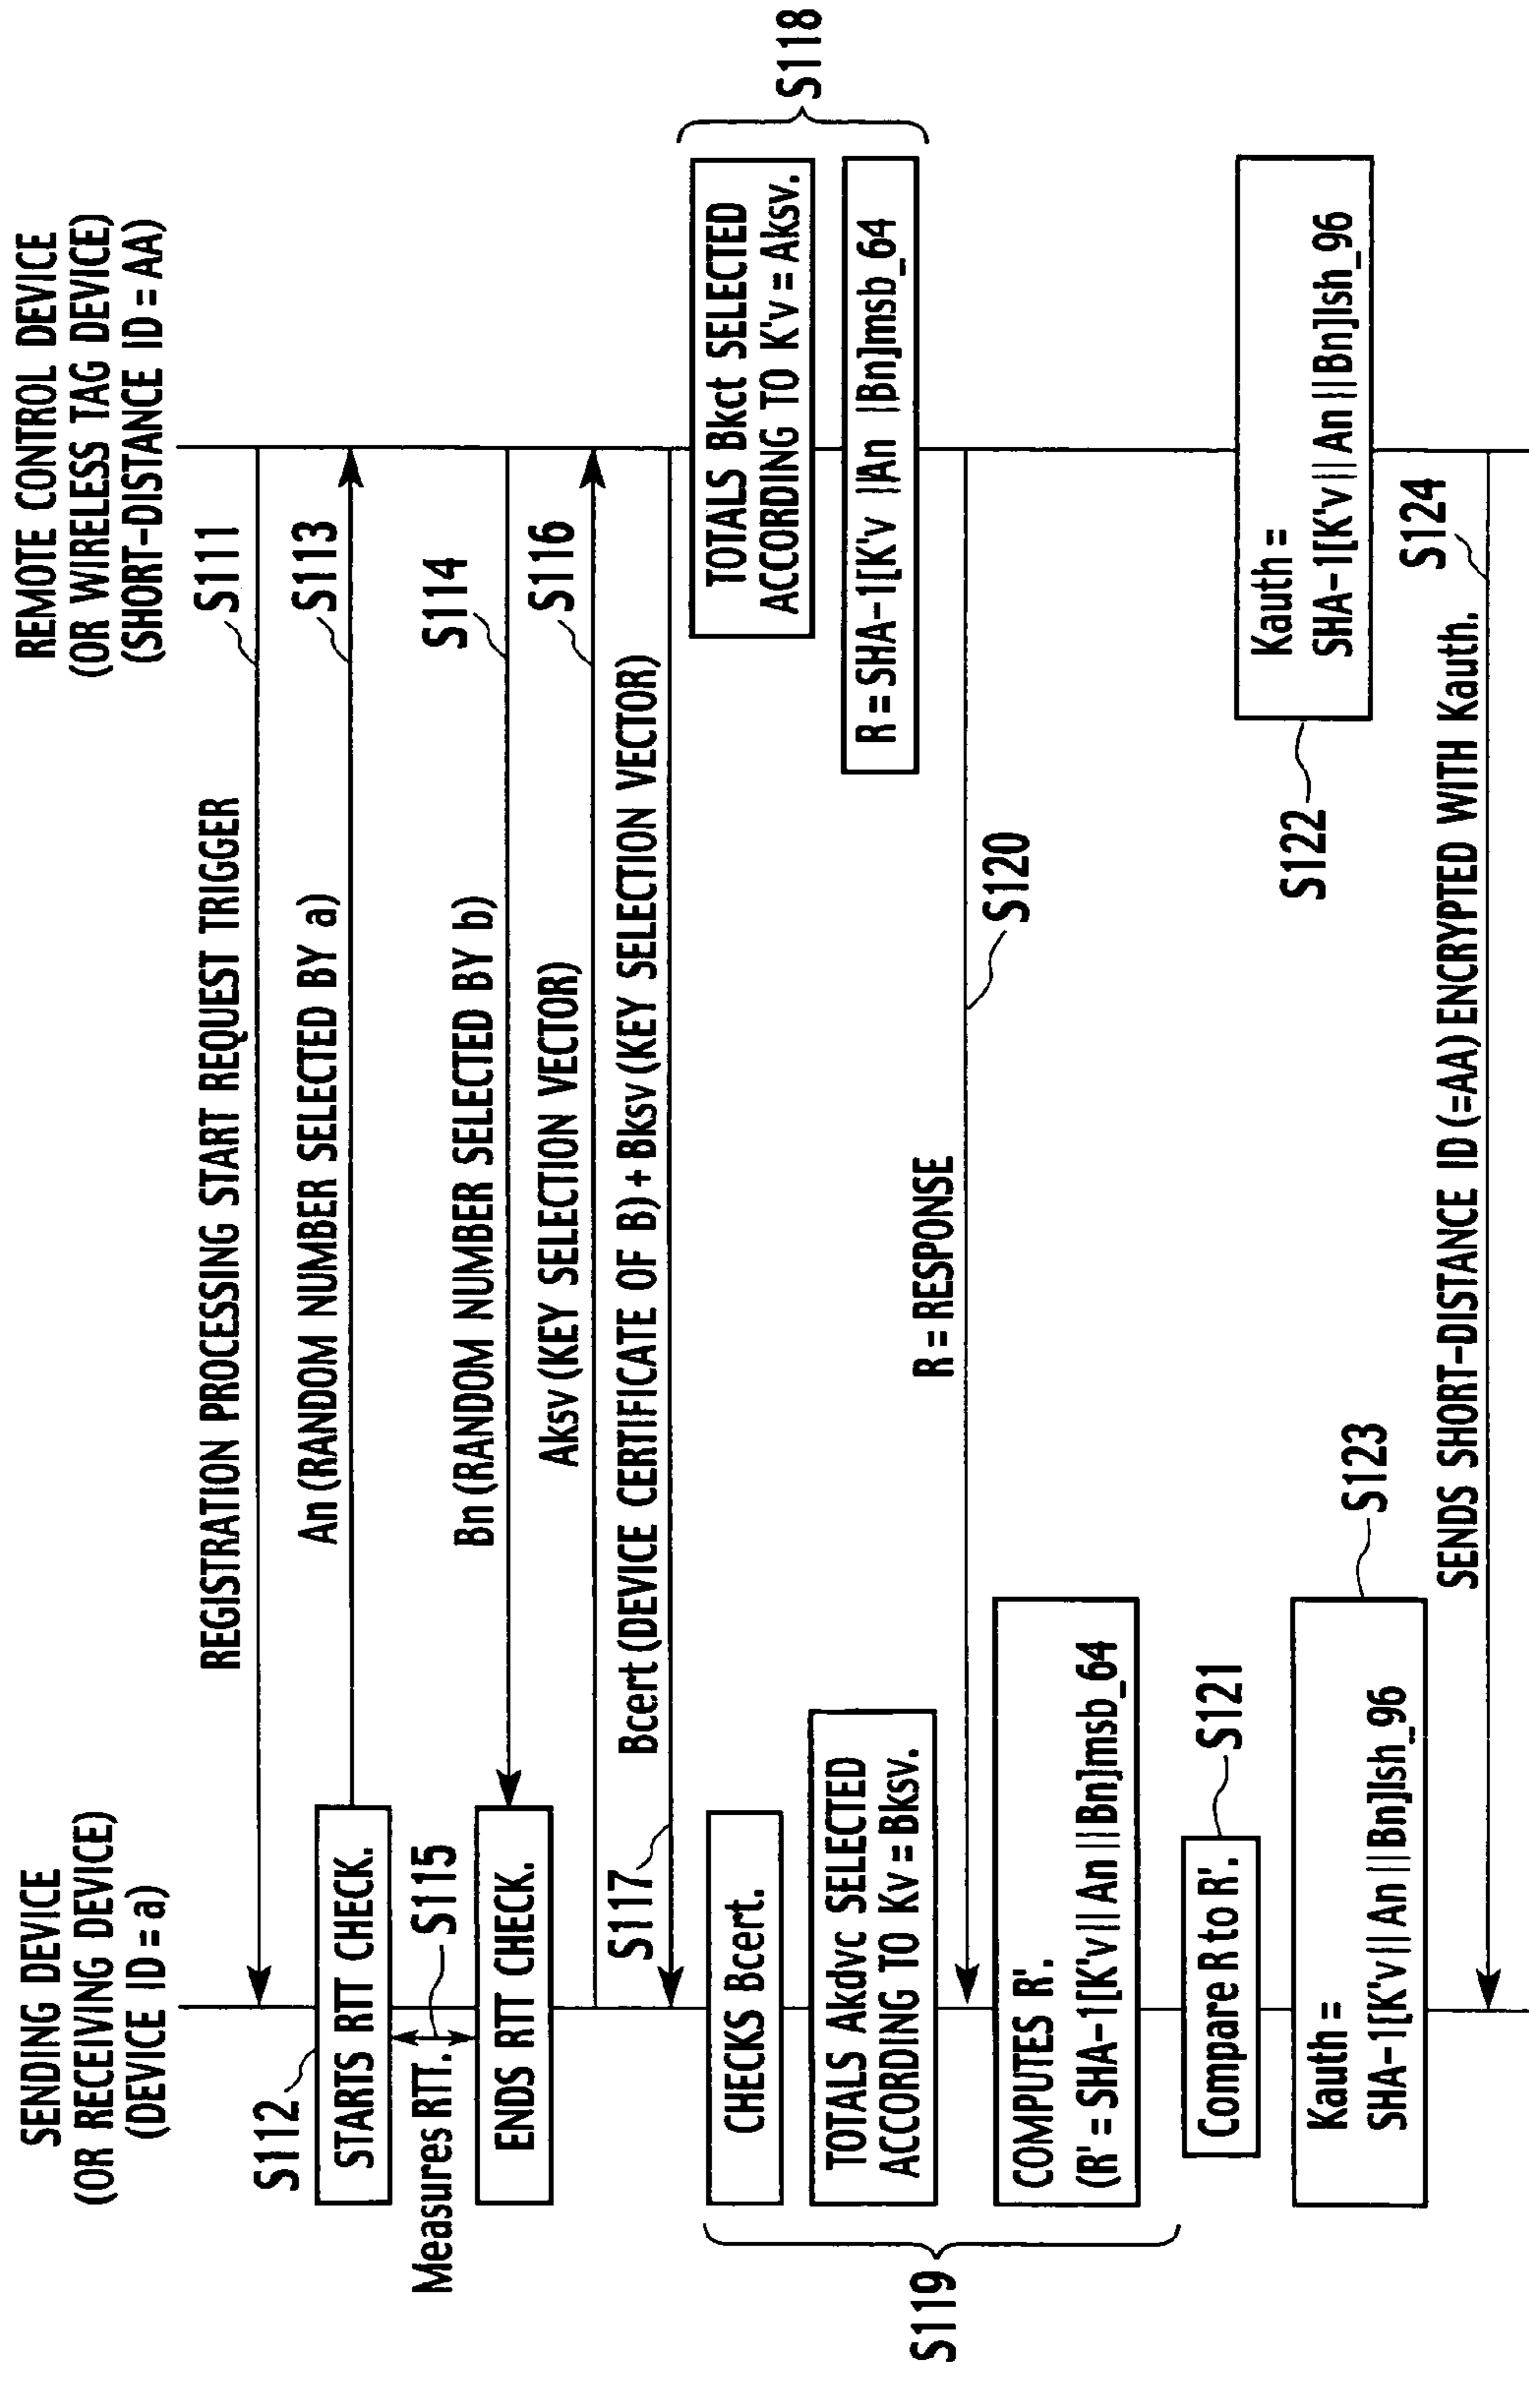 SENDING DEVICE
(OR RECEIVING DEVICE)
(DEVICE ID = a)
REMOTE CONTROL DEVICE
(OR WIRELESS TAG DEVICE)
(SHORT-DISTANCE ID = AA)
REGISTRATION PROCESSING START REQUEST TRIGGER
S111
S112
STARTS RTT CHECK.
An (RANDOM NUMBER SELECTED BY a)
S113
Measures RTT.
S115
Bn (RANDOM NUMBER SELECTED BY b)
S114
ENDS RTT CHECK.
Aksv (KEY SELECTION VECTOR)
S116
S117
Bcert (DEVICE CERTIFICATE OF B) + Bksv (KEY SELECTION VECTOR)
CHECKS Bcert.
TOTALS Bkct SELECTED
ACCORDING TO K'v = Aksv.
S118
TOTALS Akdvc SELECTED
ACCORDING TO Kv = Bksv.
R = SHA-1[K'v ||An |Bn]msb_64
S119
R = RESPONSE
S120
COMPUTES R'.
(R' = SHA-1[K'v || An || Bn]msb_64
Compare R to R'.
S121
Kauth =
SHA-1[K'v || An || Bn]lsh_96
S122
Kauth =
SHA-1[K'v || An || Bn]lsh_96
S123
SENDS SHORT-DISTANCE ID (=AA) ENCRYPTED WITH Kauth.
S124